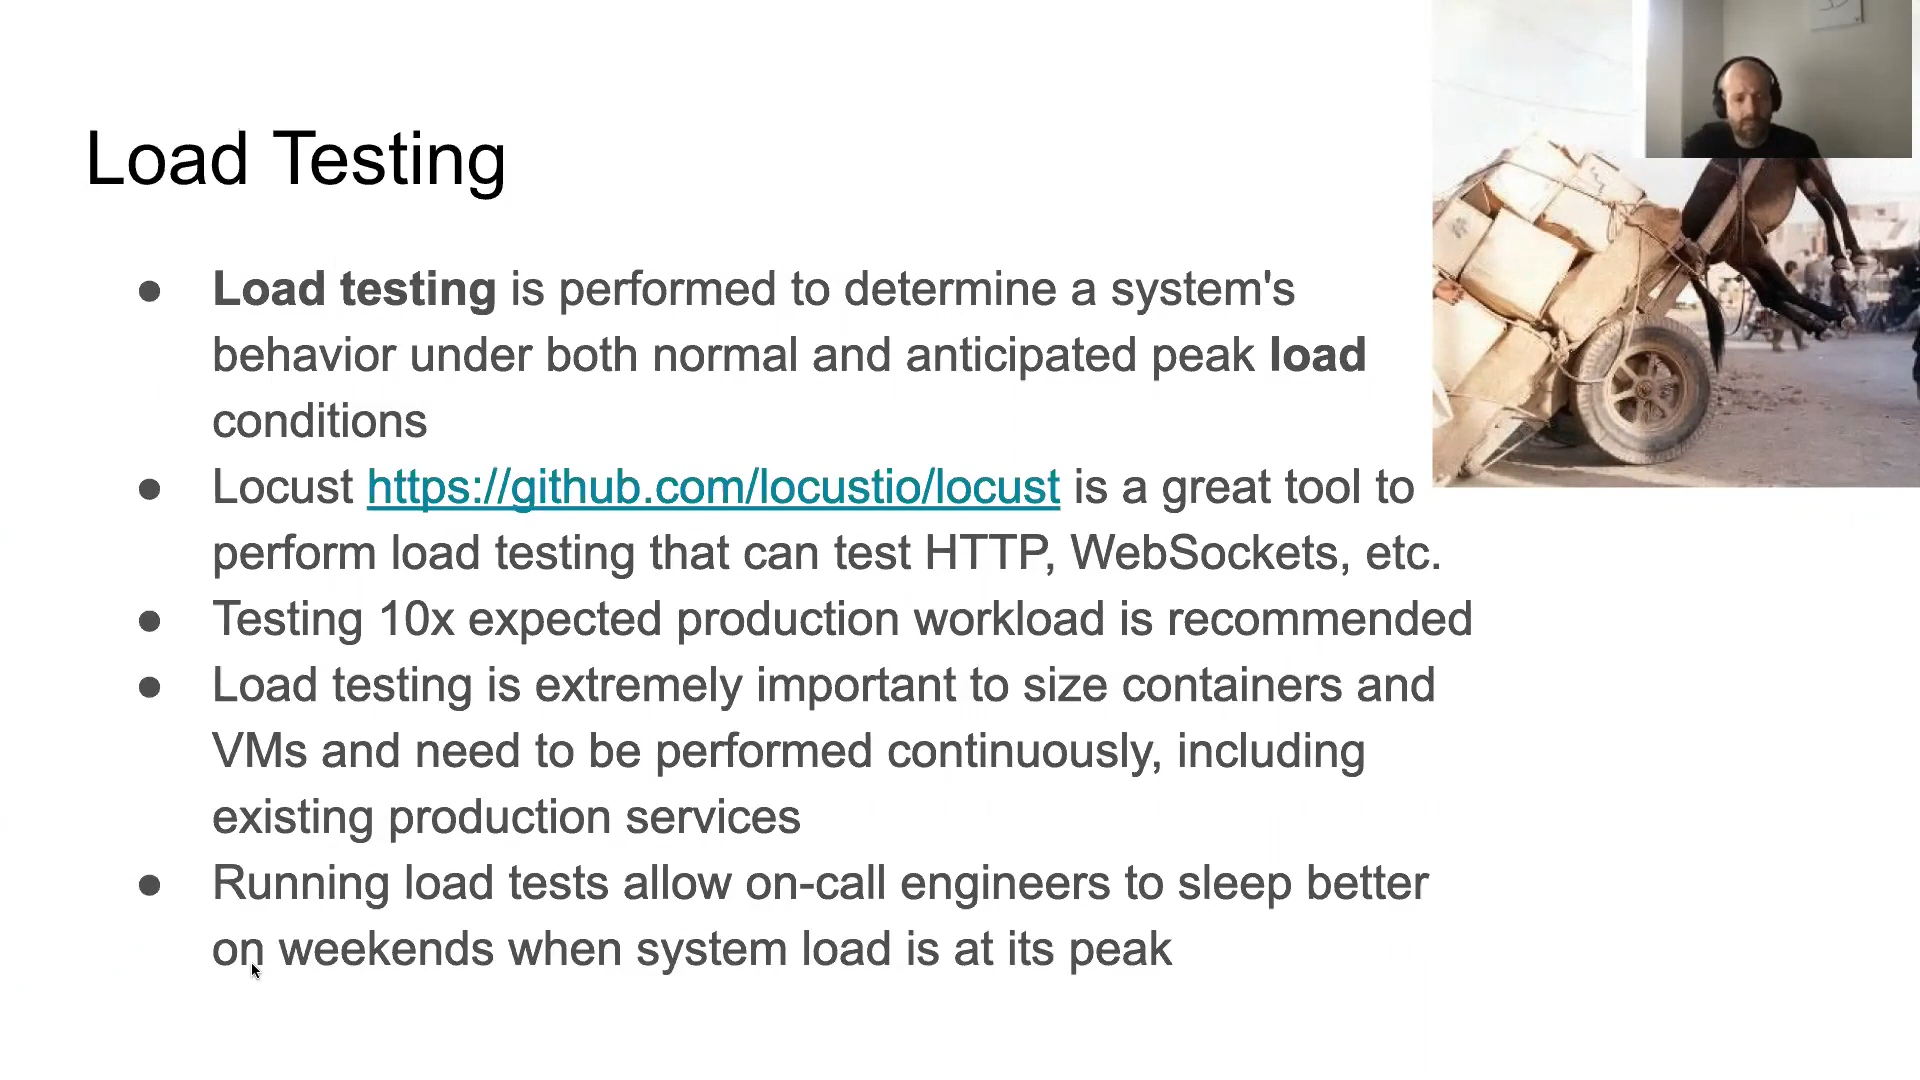 Load Testing
● Load testing is performed to determine a system's
behavior under both normal and anticipated peak load
conditions
● Locust https://github.com/locustio/locust is a great tool to
perform load testing that can test HTTP, WebSockets, etc.
● Testing 10x expected production workload is recommended
● Load testing is extremely important to size containers and
VMs and need to be performed continuously, including
existing production services
● Running load tests allow on-call engineers to sleep better
on weekends when system load is at its peak